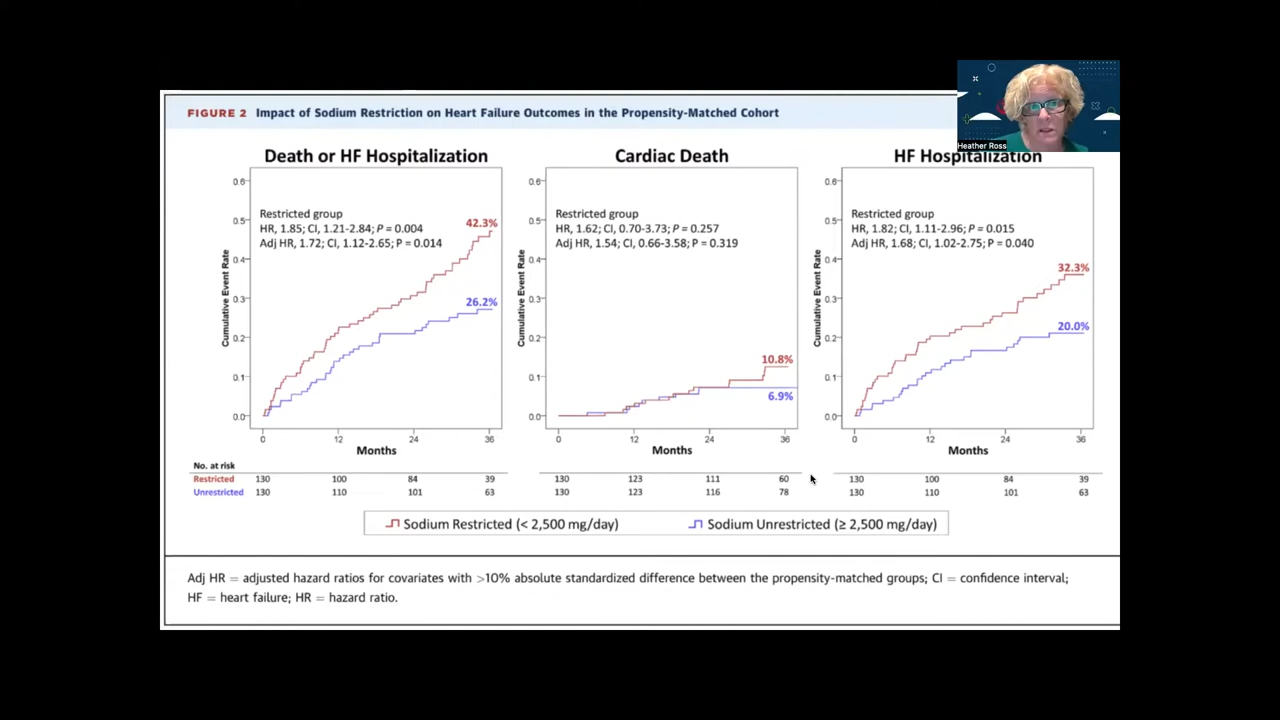 FIGURE 2 Impact of Sodium Restriction on Heart Failure Outcomes in the Propensity-Matched Cohort
Heather Ross
Death or HF Hospitalization
Cumulative Event Rate
0.6
0.5
0.4
0.3
0.2
0.1
0.0
Restricted group
HR, 1.85; CI, 1.21-2.84; P = 0.004
Adj HR, 1.72; CI, 1.12-2.65; P = 0.014
42.3%
26.2%
0 12 24 36
Months
Cardiac Death
Cumulative Event Rate
0.6
0.5
0.4
0.3
0.2
0.1
0.0
Restricted group
HR, 1.62; CI, 0.70-3.73; P = 0.257
Adj HR, 1.54; CI, 0.66-3.58; P = 0.319
10.8%
6.9%
0 12 24 36
Months
HF Hospitalization
Cumulative Event Rate
0.6
0.5
0.4
0.3
0.2
0.1
0.0
Restricted group
HR, 1.82; CI, 1.11-2.96; P = 0.015
Adj HR, 1.68; CI, 1.02-2.75; P = 0.040
32.3%
20.0%
0 12 24 36
Months
No. at risk
Restricted 130 100 84 39 130 123 111 60 130 100 84 39
Unrestricted 130 110 101 63 130 123 116 78 130 110 101 63
Sodium Restricted (< 2,500 mg/day) Sodium Unrestricted (≥ 2,500 mg/day)
Adj HR = adjusted hazard ratios for covariates with >10% absolute standardized difference between the propensity-matched groups; CI = confidence interval;
HF = heart failure; HR = hazard ratio.